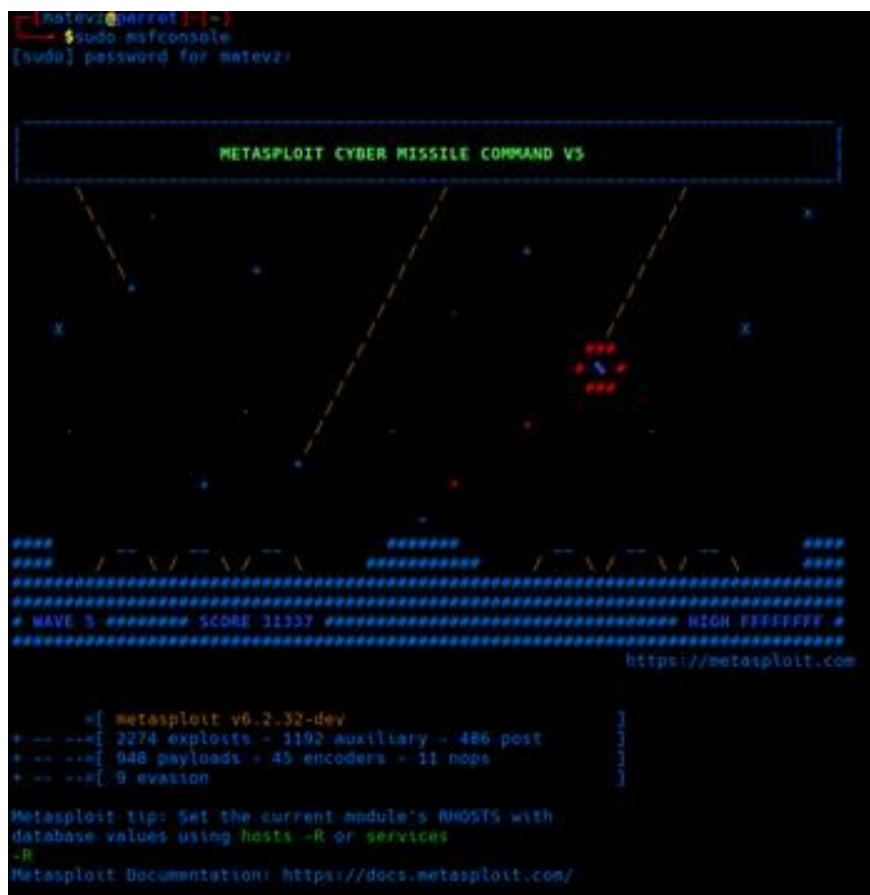 [matevz@parrot]-[~]
$sudo msfconsole
[sudo] password for matevz:
METASPLOIT CYBER MISSILE COMMAND V5
X
X
X
###
# % #
###
#### ####### ####
#### ########### ####
# WAVE 5 ######## SCORE 31337 ################################## HIGH FFFFFFFF #
https://metasploit.com
=[ metasploit v6.2.32-dev ]
+ -- --=[ 2274 exploits - 1192 auxiliary - 406 post ]
+ -- --=[ 948 payloads - 45 encoders - 11 nops ]
+ -- --=[ 9 evasion ]
Metasploit tip: Set the current module's RHOSTS with
database values using hosts -R or services
-R
Metasploit Documentation: https://docs.metasploit.com/